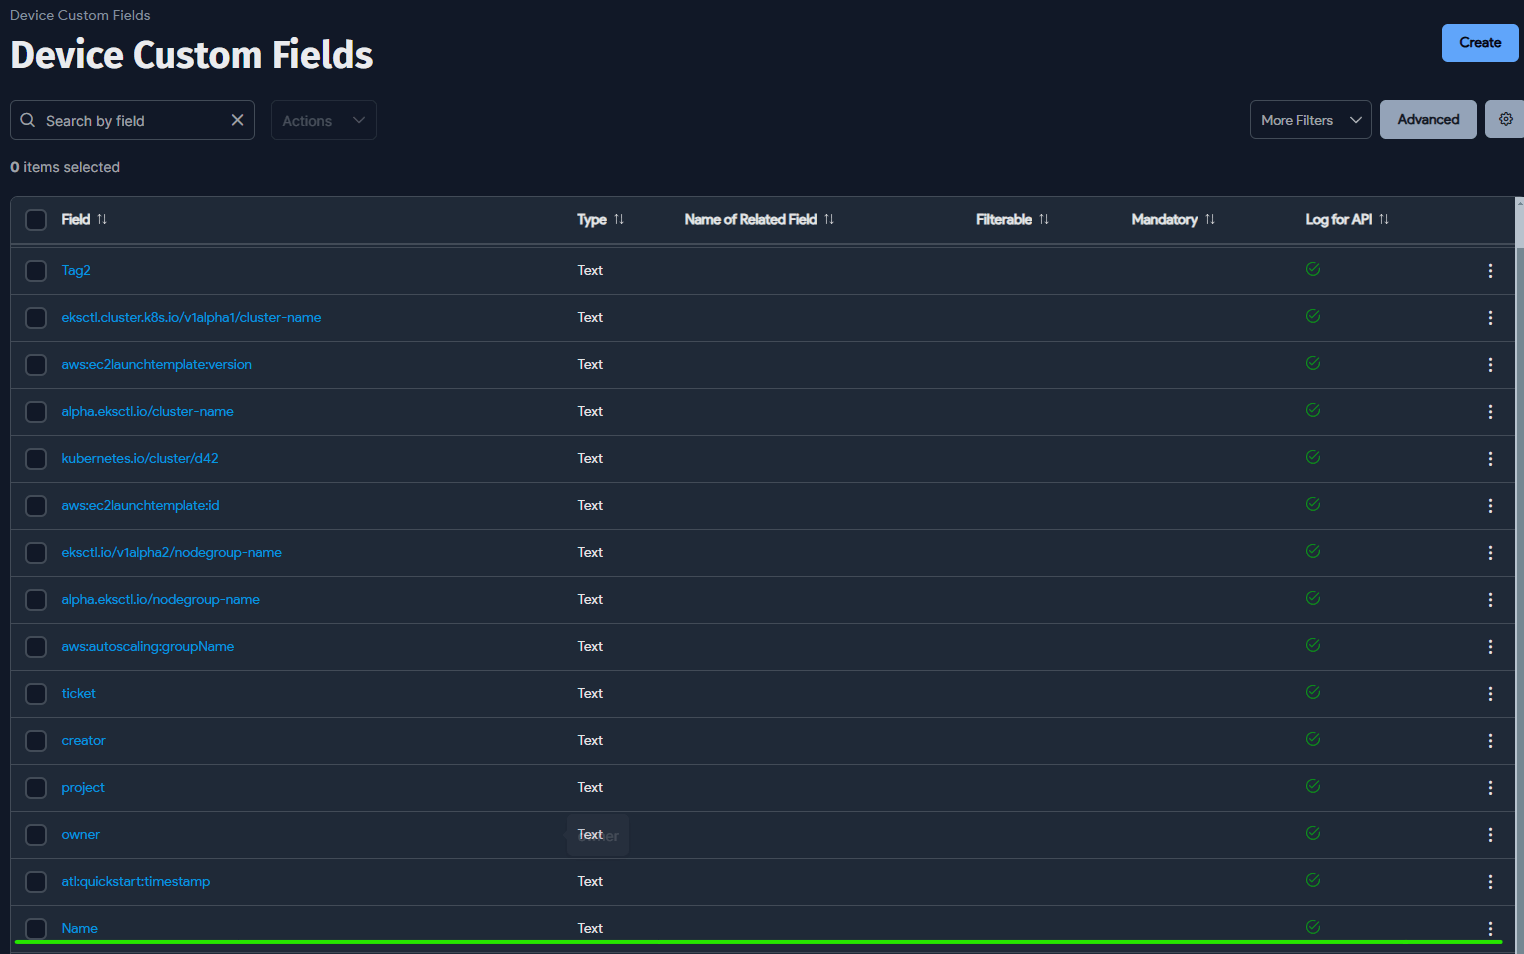 Device Custom Fields
Device Custom Fields
Create
Search by field
Actions
More Filters
Advanced
0 items selected
Field Type Name of Related Field Filterable Mandatory Log for API
Tag2 Text
eksctl.cluster.k8s.io/v1alpha1/cluster-name Text
aws:ec2launchtemplate:version Text
alpha.eksctl.io/cluster-name Text
kubernetes.io/cluster/d42 Text
aws:ec2launchtemplate:id Text
eksctl.io/v1alpha2/nodegroup-name Text
alpha.eksctl.io/nodegroup-name Text
aws:autoscaling:groupName Text
ticket Text
creator Text
project Text
owner Text
owner
atl:quickstart:timestamp Text
Name Text